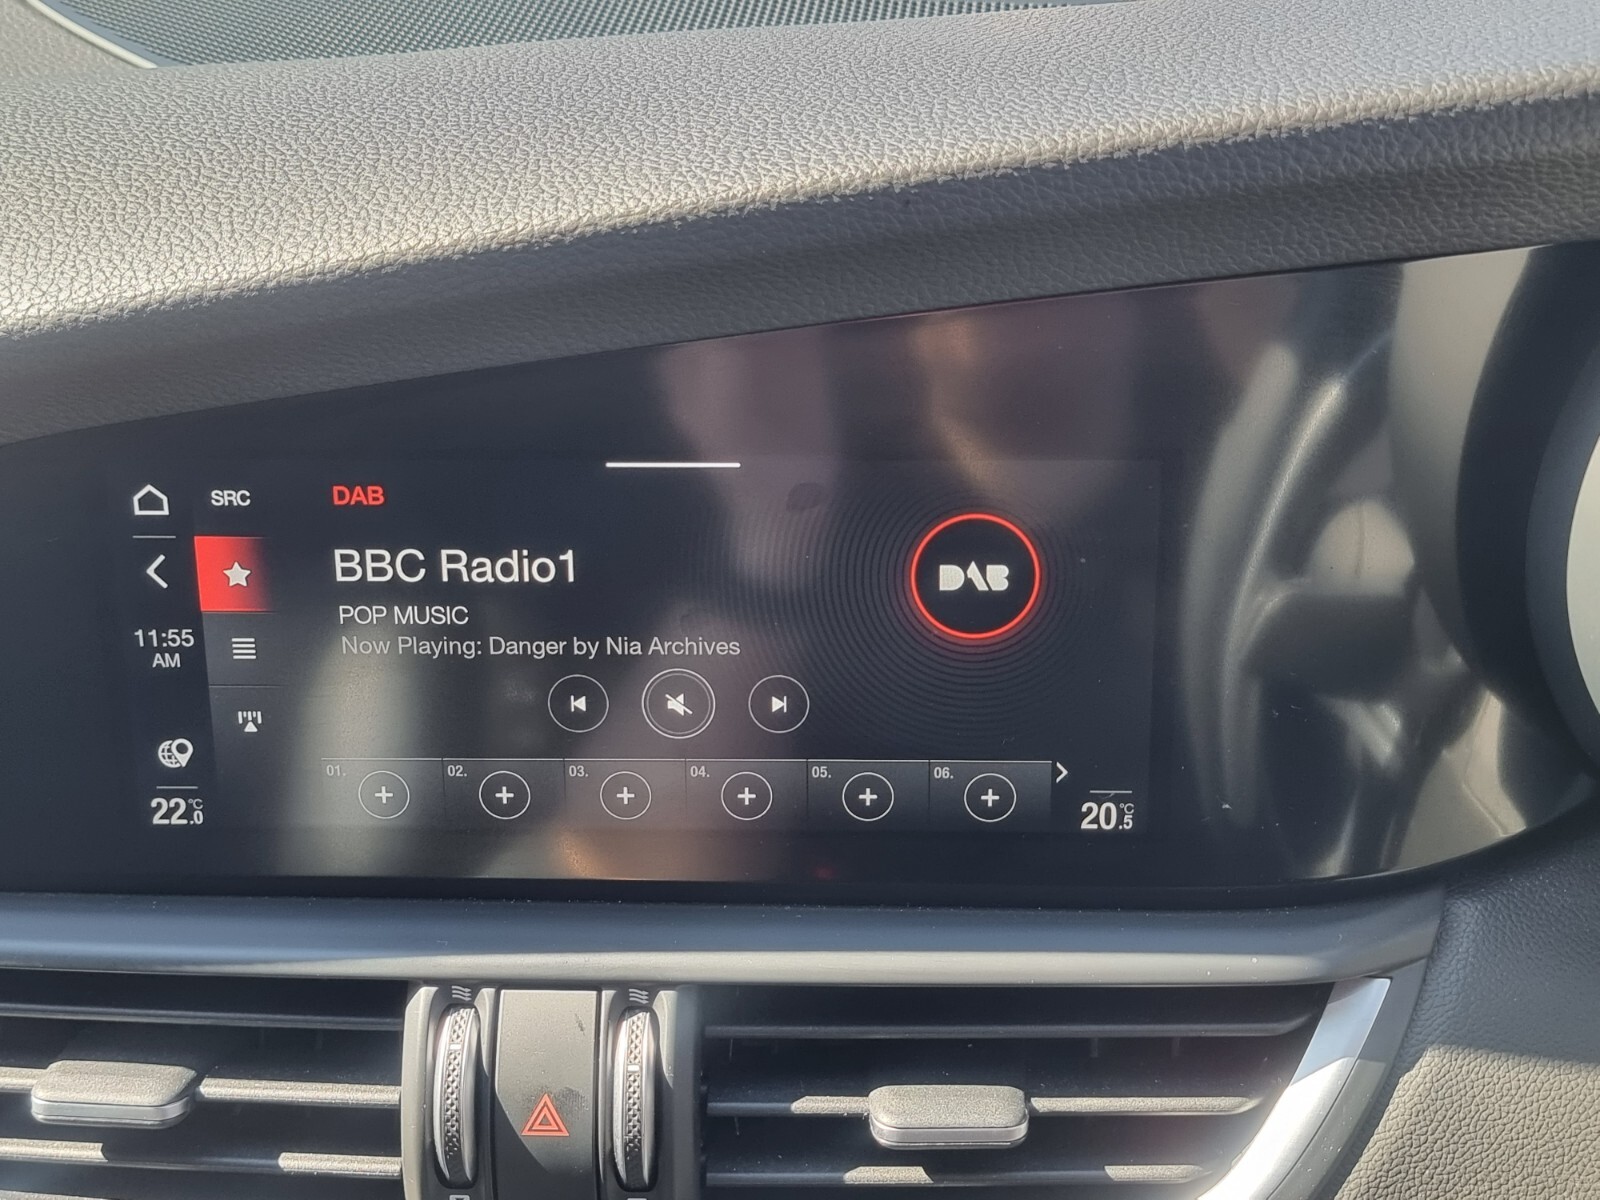 SRC
DAB
BBC Radio1
DAB
POP MUSIC
Now Playing: Danger by Nia Archives
11:55
AM
01.
02.
03.
04.
05.
06.
22.0°C
20.5°C